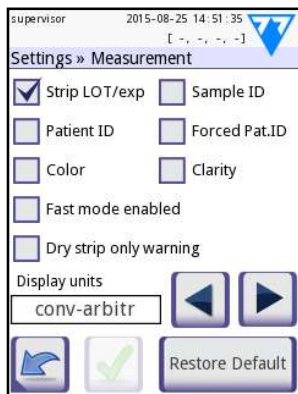 supervisor 2015-08-25 14:51:35
[ -, -, -, -]
Settings » Measurement
Strip LOT/exp Sample ID
Patient ID Forced Pat.ID
Color Clarity
Fast mode enabled
Dry strip only warning
Display units
conv-arbitr
Restore Default